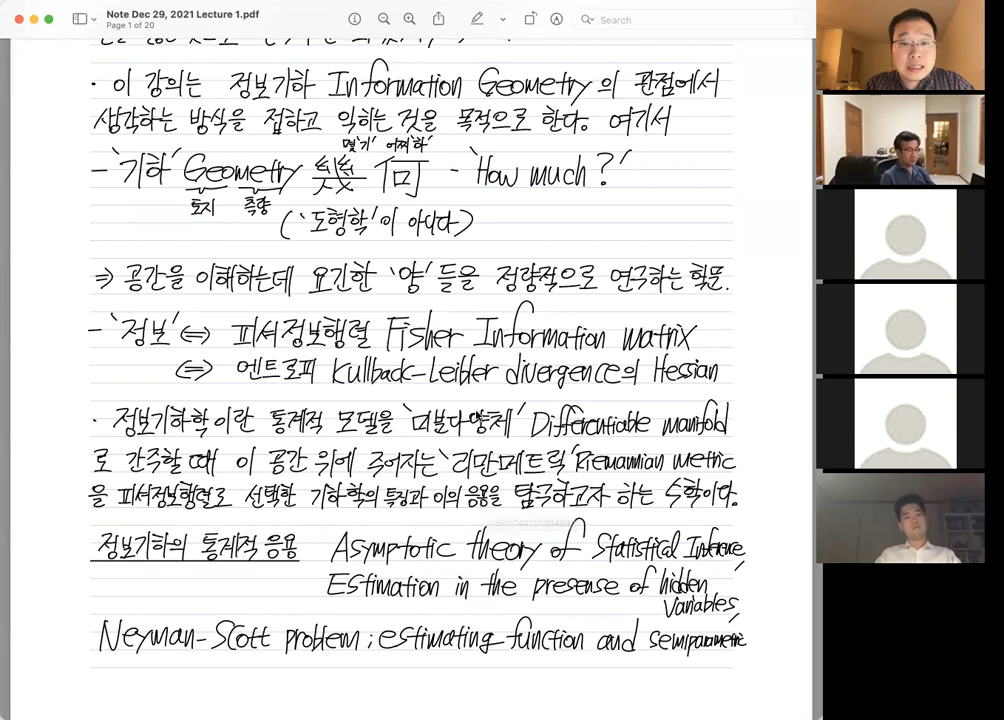 Note Dec 29, 2021 Lecture 1.pdf
Page 1 of 20
Search
· 이 강의는 정보기하 Information Geometry의 관점에서
생각하는 방식을 접하고 익히는 것을 목적으로 한다. 여기서
몇'기' 어찌'하'
- '기하' Geometry 幾何 - 'How much?'
토지 측량
('도형학'이 아니다)
⇒ 공간을 이해하는데 요긴한 '양'들을 정량적으로 연구하는 학문.
- '정보' ⇔ 피셔정보행렬 Fisher Information matrix
⇔ 엔트로피 Kullback-Leibler divergence의 Hessian
· 정보기하학이란 통계적 모델을 '미분다양체' Differentiable manifold
로 간주할 때 이 공간 위에 주어지는 '리만메트릭' Riemannian metric
을 피셔정보행렬로 선택한 기하학의 특징과 이의 응용을 탐구하고자 하는 수학이다.
정보기하의 통계적 응용 Asymptotic theory of Statistical Inference,
Estimation in the presense of hidden
variables,
Neyman-Scott problem; estimating function and semiparametric